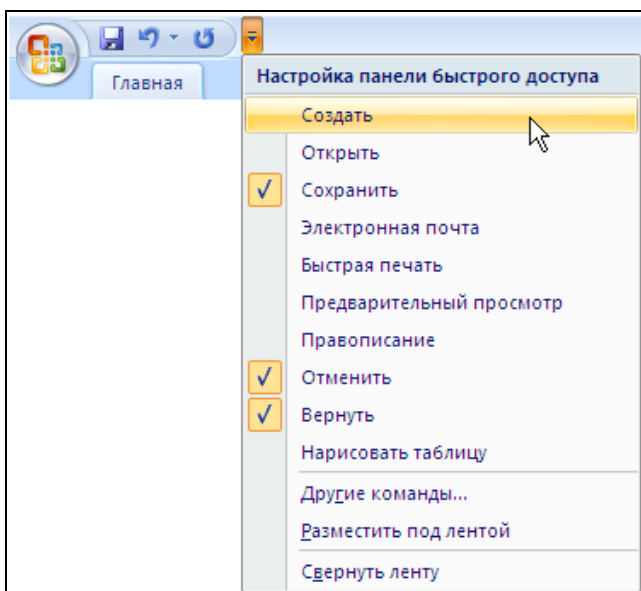 Главная
Настройка панели быстрого доступа
Создать
Открыть
Сохранить
Электронная почта
Быстрая печать
Предварительный просмотр
Правописание
Отменить
Вернуть
Нарисовать таблицу
Другие команды...
Разместить под лентой
Свернуть ленту